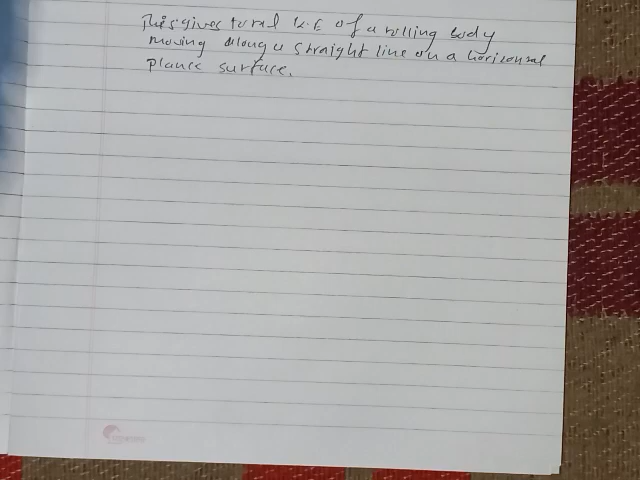 This gives total K.E of a rolling body
moving along a straight line on a horizontal
plane surface.